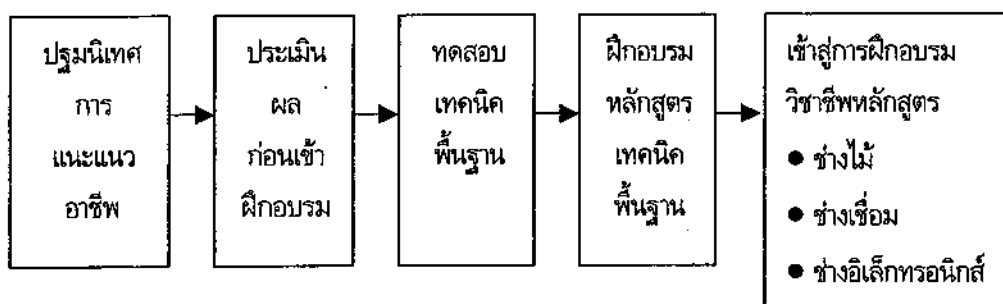 ปฐมนิเทศ
การ
แนะแนว
อาชีพ
ประเมิน
ผล
ก่อนเข้า
ฝึกอบรม
ทดสอบ
เทคนิค
พื้นฐาน
ฝึกอบรม
หลักสูตร
เทคนิค
พื้นฐาน
เข้าสู่การฝึกอบรม
วิชาชีพหลักสูตร
● ช่างไม้
● ช่างเชื่อม
● ช่างอิเล็กทรอนิกส์